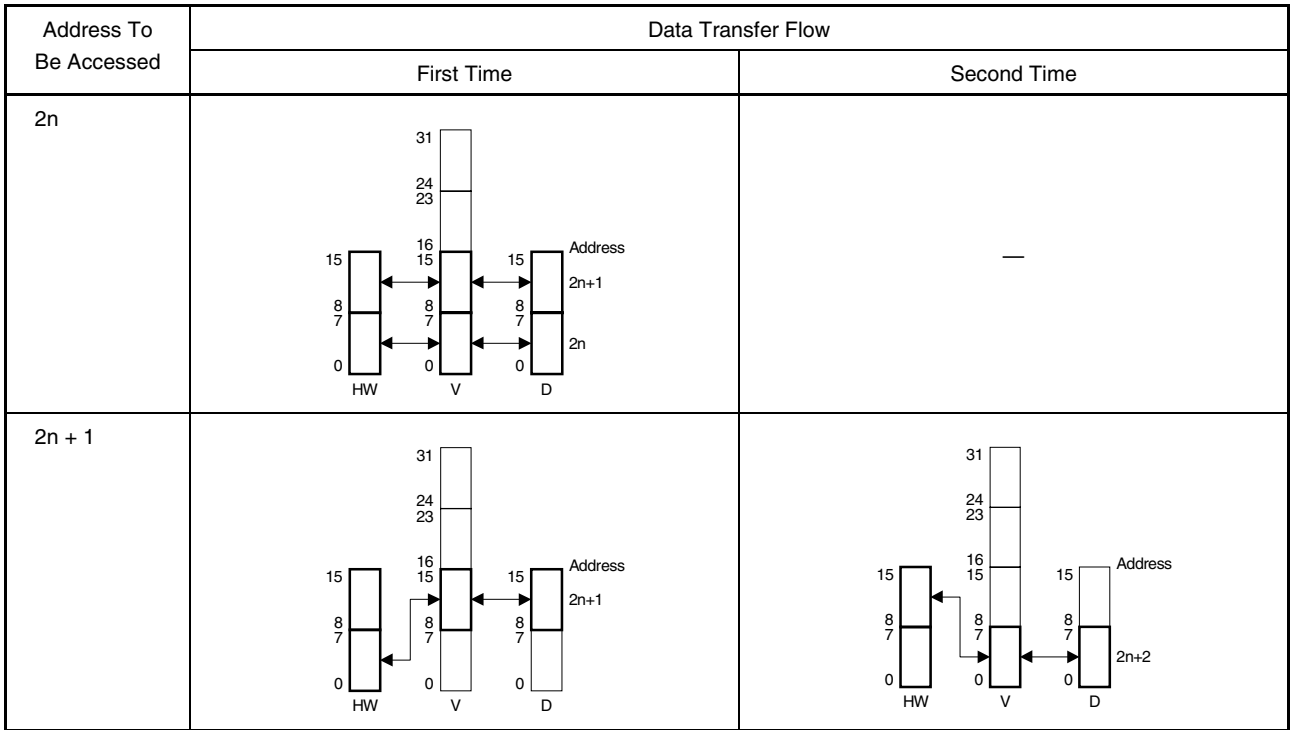 Address To
Be Accessed
Data Transfer Flow
First Time
Second Time
2n
31
24
23
16
15
15
15
Address
2n+1
8
7
8
7
8
7
2n
0
0
0
HW
V
D
—
2n + 1
31
24
23
16
15
15
15
Address
2n+1
8
7
8
7
8
7
0
0
0
HW
V
D
31
24
23
16
15
15
15
Address
8
7
8
7
8
7
2n+2
0
0
0
HW
V
D